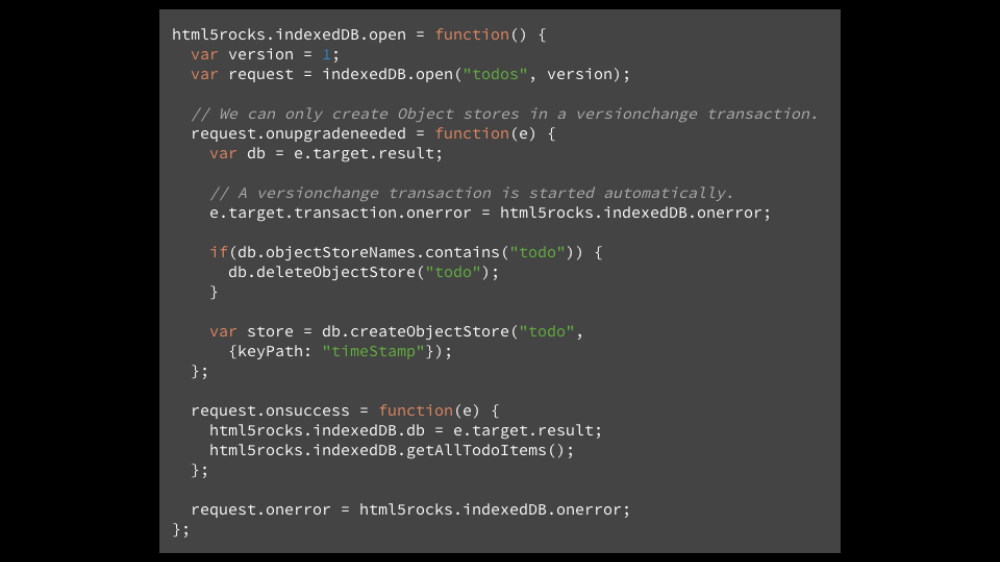 html5rocks.indexedDB.open = function() {
  var version = 1;
  var request = indexedDB.open("todos", version);

  // We can only create Object stores in a versionchange transaction.
  request.onupgradeneeded = function(e) {
    var db = e.target.result;

    // A versionchange transaction is started automatically.
    e.target.transaction.onerror = html5rocks.indexedDB.onerror;

    if(db.objectStoreNames.contains("todo")) {
      db.deleteObjectStore("todo");
    }

    var store = db.createObjectStore("todo",
      {keyPath: "timeStamp"});
  };

  request.onsuccess = function(e) {
    html5rocks.indexedDB.db = e.target.result;
    html5rocks.indexedDB.getAllTodoItems();
  };

  request.onerror = html5rocks.indexedDB.onerror;
};